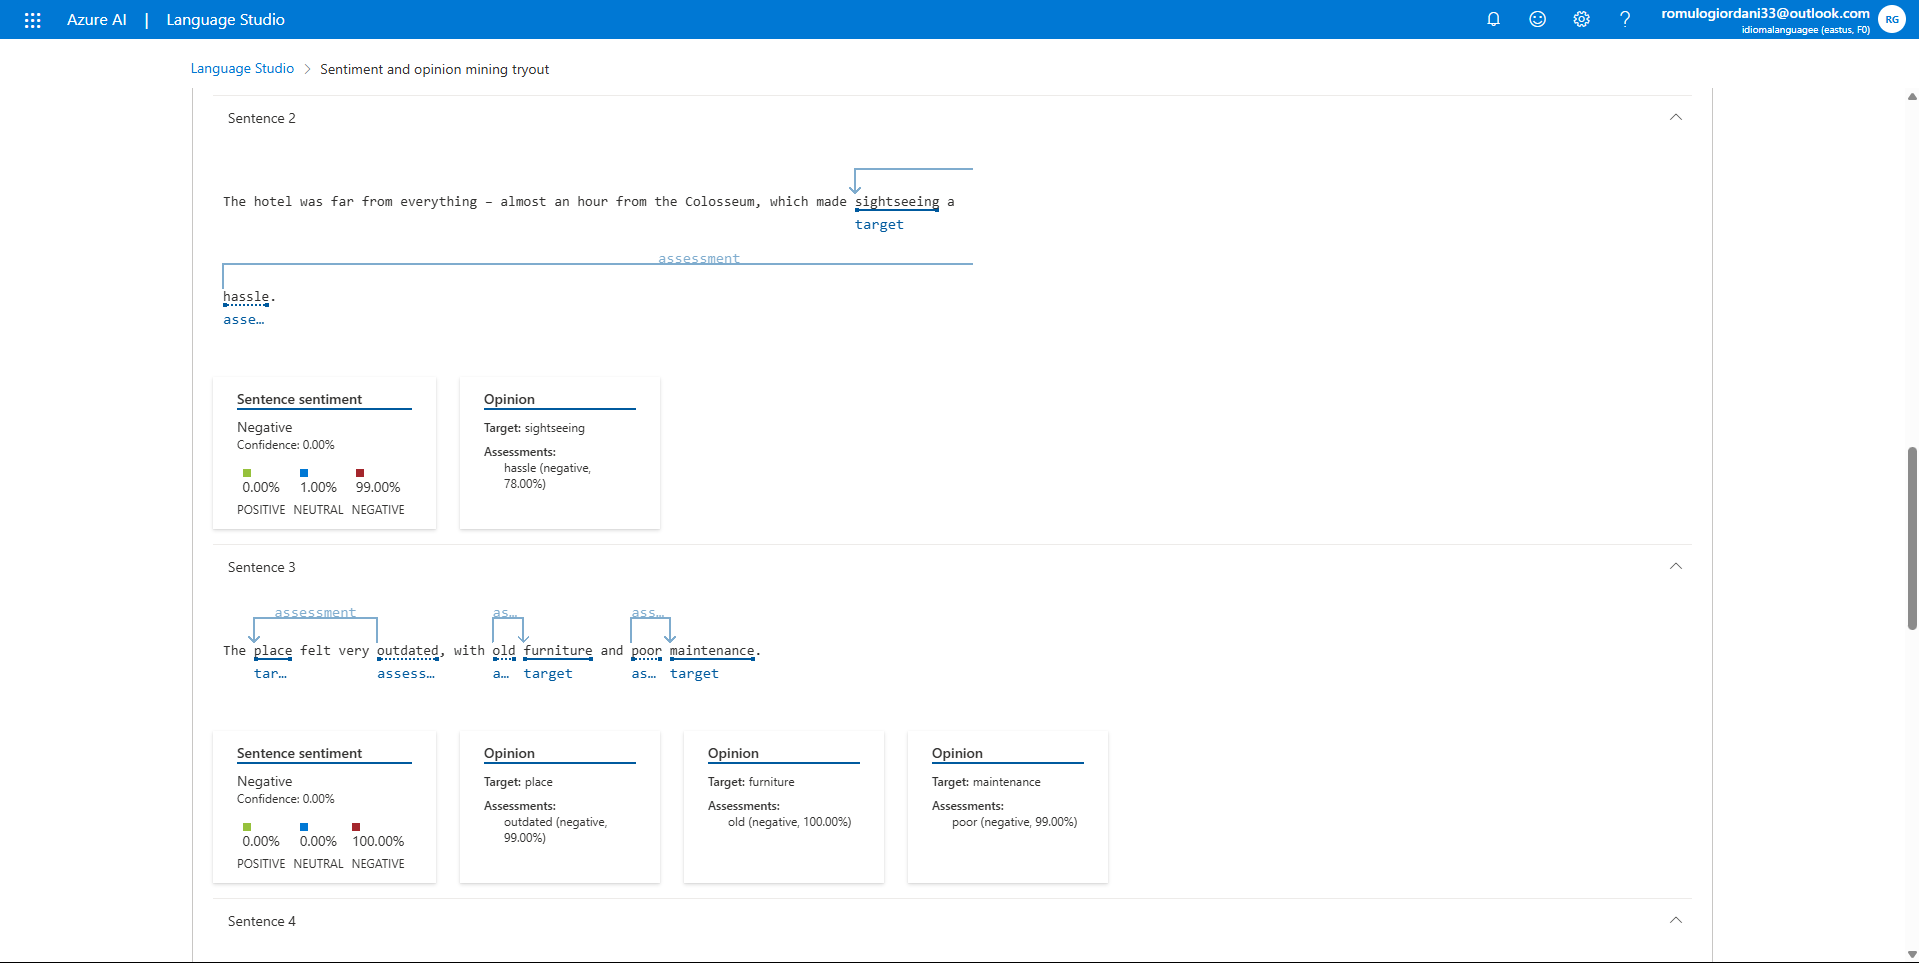 Azure AI | Language Studio
romulogiordani33@outlook.com
idiomalanguagee (eastus, F0)
RG
Language Studio > Sentiment and opinion mining tryout
Sentence 2
The hotel was far from everything – almost an hour from the Colosseum, which made sightseeing a
target
assessment
hassle.
asse…
Sentence sentiment
Negative
Confidence: 0.00%
0.00% 1.00% 99.00%
POSITIVE NEUTRAL NEGATIVE
Opinion
Target: sightseeing
Assessments:
hassle (negative,
78.00%)
Sentence 3
assessment as… ass…
The place felt very outdated, with old furniture and poor maintenance.
tar… assess… a… target as… target
Sentence sentiment
Negative
Confidence: 0.00%
0.00% 0.00% 100.00%
POSITIVE NEUTRAL NEGATIVE
Opinion
Target: place
Assessments:
outdated (negative,
99.00%)
Opinion
Target: furniture
Assessments:
old (negative, 100.00%)
Opinion
Target: maintenance
Assessments:
poor (negative, 99.00%)
Sentence 4